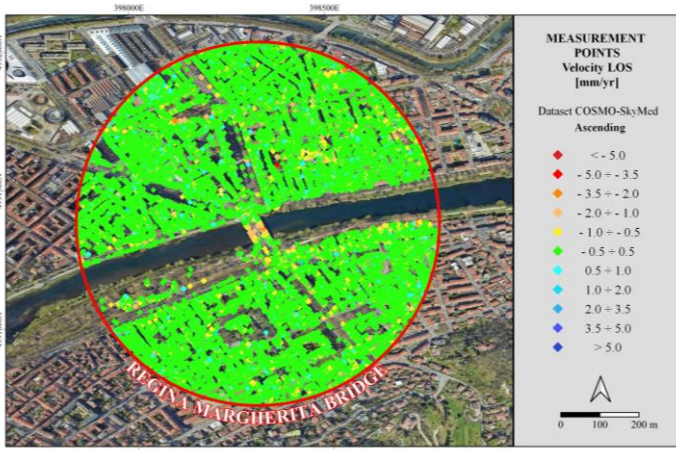 398000E 398500E
MEASUREMENT
POINTS
Velocity LOS
[mm/yr]
Dataset COSMO-SkyMed
Ascending
< - 5.0
- 5.0 ÷ - 3.5
- 3.5 ÷ - 2.0
- 2.0 ÷ - 1.0
- 1.0 ÷ - 0.5
- 0.5 ÷ 0.5
0.5 ÷ 1.0
1.0 ÷ 2.0
2.0 ÷ 3.5
3.5 ÷ 5.0
> 5.0
REGINA MARGHERITA BRIDGE
0 100 200 m